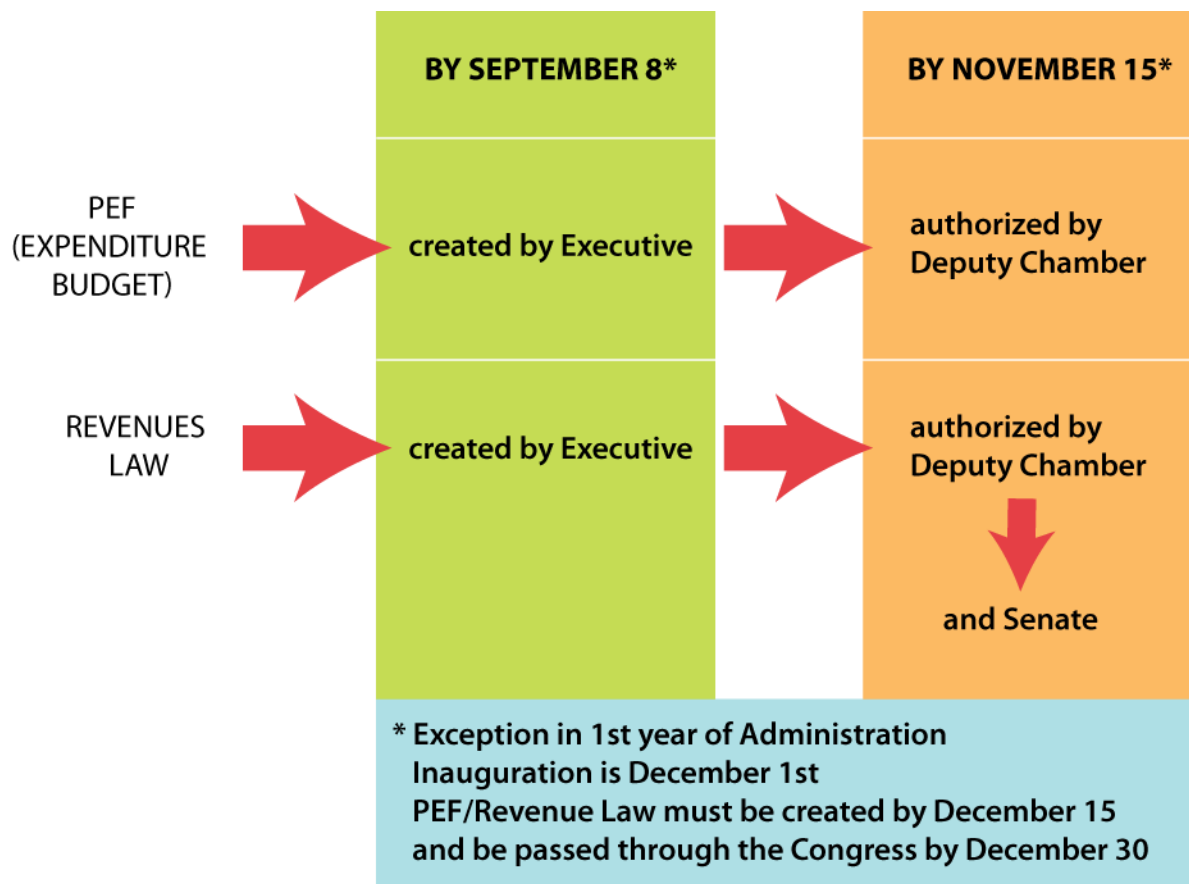 BY SEPTEMBER 8*
BY NOVEMBER 15*
PEF
(EXPENDITURE
BUDGET)
created by Executive
authorized by
Deputy Chamber
REVENUES
LAW
created by Executive
authorized by
Deputy Chamber
and Senate
* Exception in 1st year of Administration
Inauguration is December 1st
PEF/Revenue Law must be created by December 15
and be passed through the Congress by December 30